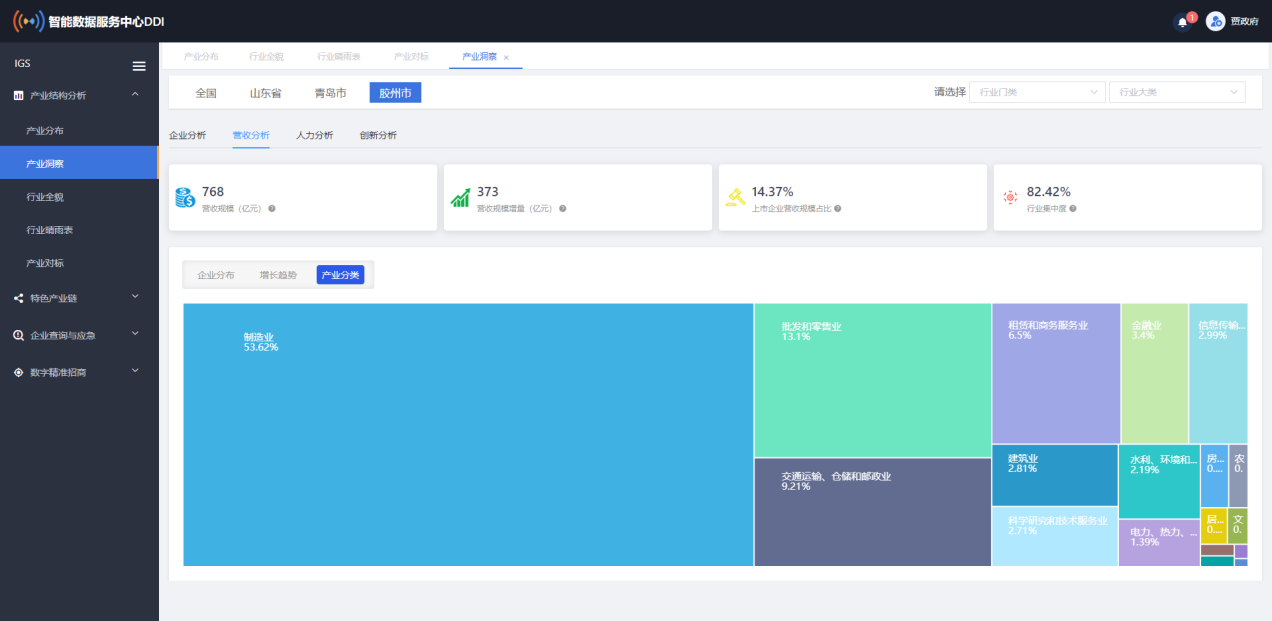 智能数据服务中心DDI
1
贾政府
IGS
产业结构分析
产业分布
产业洞察
行业全貌
行业晴雨表
产业对标
特色产业链
企业查询与应急
数字精准招商
产业分布 行业全貌 行业晴雨表 产业对标 产业洞察 ×
全国 山东省 青岛市 胶州市
请选择 行业门类 行业大类
企业分析 营收分析 人力分析 创新分析
768
营收规模（亿元）
373
营收规模增量（亿元）
14.37%
上市企业营收规模占比
82.42%
行业集中度
企业分布 增长趋势 产业分类
制造业
53.62%
批发和零售业
13.1%
交通运输、仓储和邮政业
9.21%
租赁和商务服务业
6.5%
金融业
3.4%
信息传输...
2.99%
建筑业
2.81%
科学研究和技术服务业
2.71%
水利、环境和...
2.19%
电力、热力、...
1.39%
房...
0....
农
0.
居...
0....
文
0.